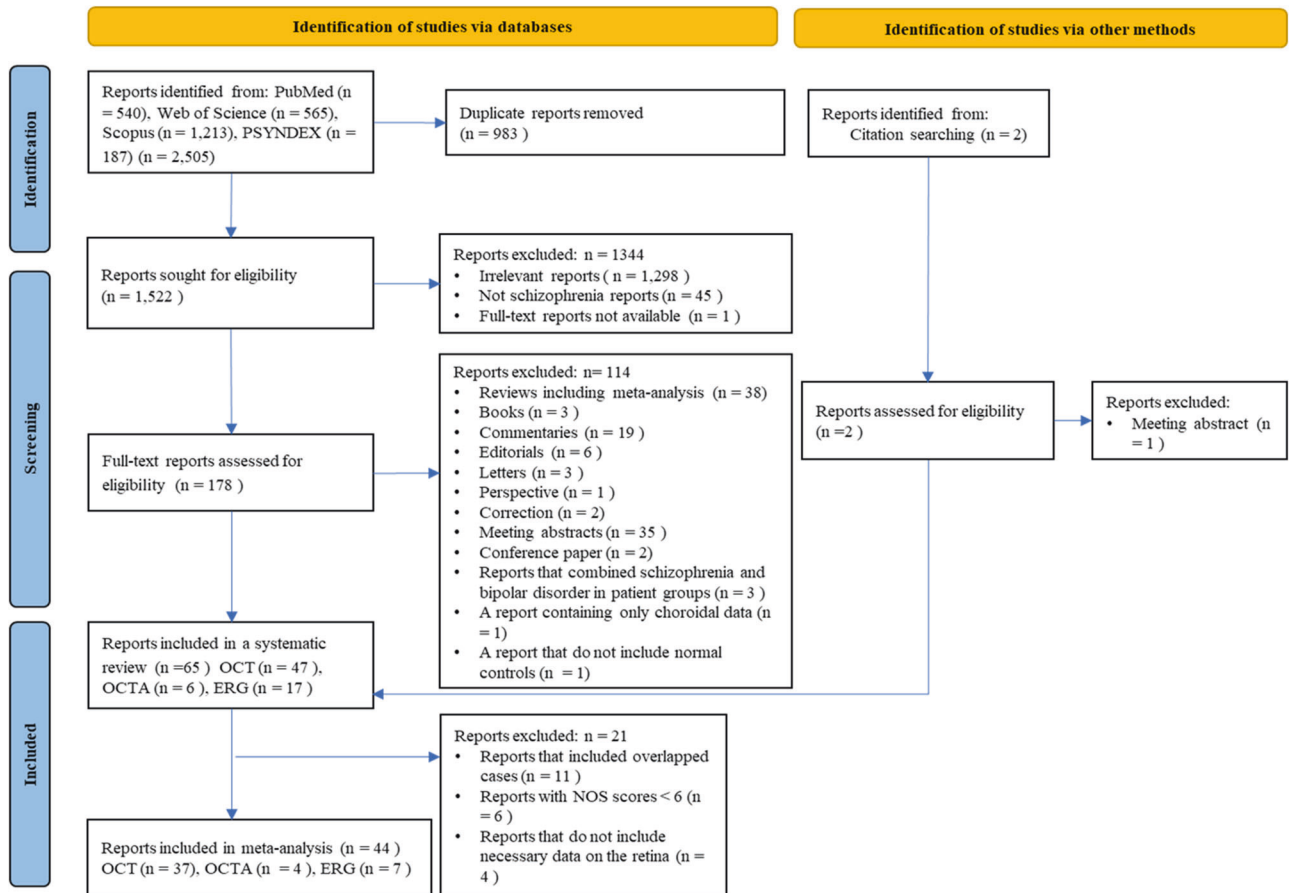 Identification of studies via databases
Identification of studies via other methods
Identification
Reports identified from: PubMed (n
= 540), Web of Science (n = 565),
Scopus (n = 1,213), PSYNDEX (n =
187) (n = 2,505)
Duplicate reports removed
(n = 983 )
Reports identified from:
Citation searching (n = 2)
Screening
Reports sought for eligibility
(n = 1,522 )
Reports excluded: n = 1344
• Irrelevant reports ( n = 1,298)
• Not schizophrenia reports (n = 45 )
• Full-text reports not available (n = 1 )
Full-text reports assessed for
eligibility (n = 178 )
Reports excluded: n= 114
• Reviews including meta-analysis (n = 38)
• Books (n = 3 )
• Commentaries (n = 19 )
• Editorials (n = 6 )
• Letters (n = 3 )
• Perspective (n = 1 )
• Correction (n = 2)
• Meeting abstracts (n = 35 )
• Conference paper (n = 2)
• Reports that combined schizophrenia and
bipolar disorder in patient groups (n = 3 )
• A report containing only choroidal data (n
= 1)
• A report that do not include normal
controls (n = 1)
Reports assessed for eligibility
(n =2 )
Reports excluded:
• Meeting abstract (n
= 1 )
Included
Reports included in a systematic
review (n =65 ) OCT (n = 47 ),
OCTA (n = 6 ), ERG (n = 17 )
Reports excluded: n = 21
• Reports that included overlapped
cases (n = 11 )
• Reports with NOS scores < 6 (n
= 6 )
• Reports that do not include
necessary data on the retina (n =
4 )
Reports included in meta-analysis (n = 44 )
OCT (n = 37), OCTA (n = 4 ), ERG (n = 7 )